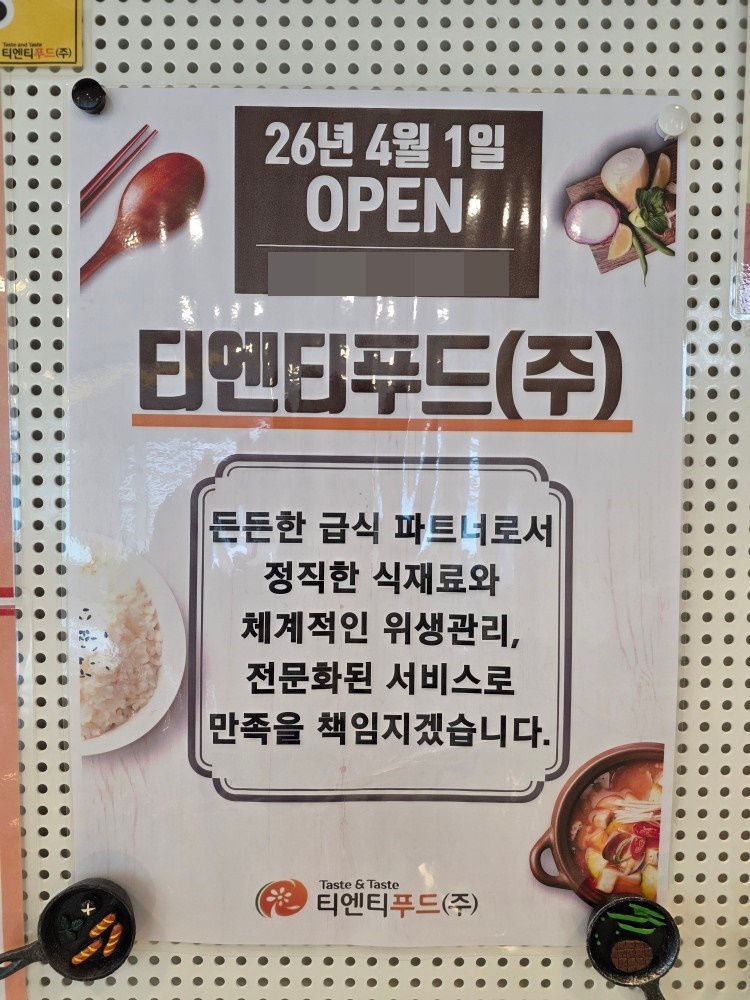 Taste and Taste
티엔티푸드(주)
26년 4월 1일
OPEN
티엔티푸드(주)
든든한 급식 파트너로서
정직한 식재료와
체계적인 위생관리,
전문화된 서비스로
만족을 책임지겠습니다.
Taste & Taste
티엔티푸드(주)